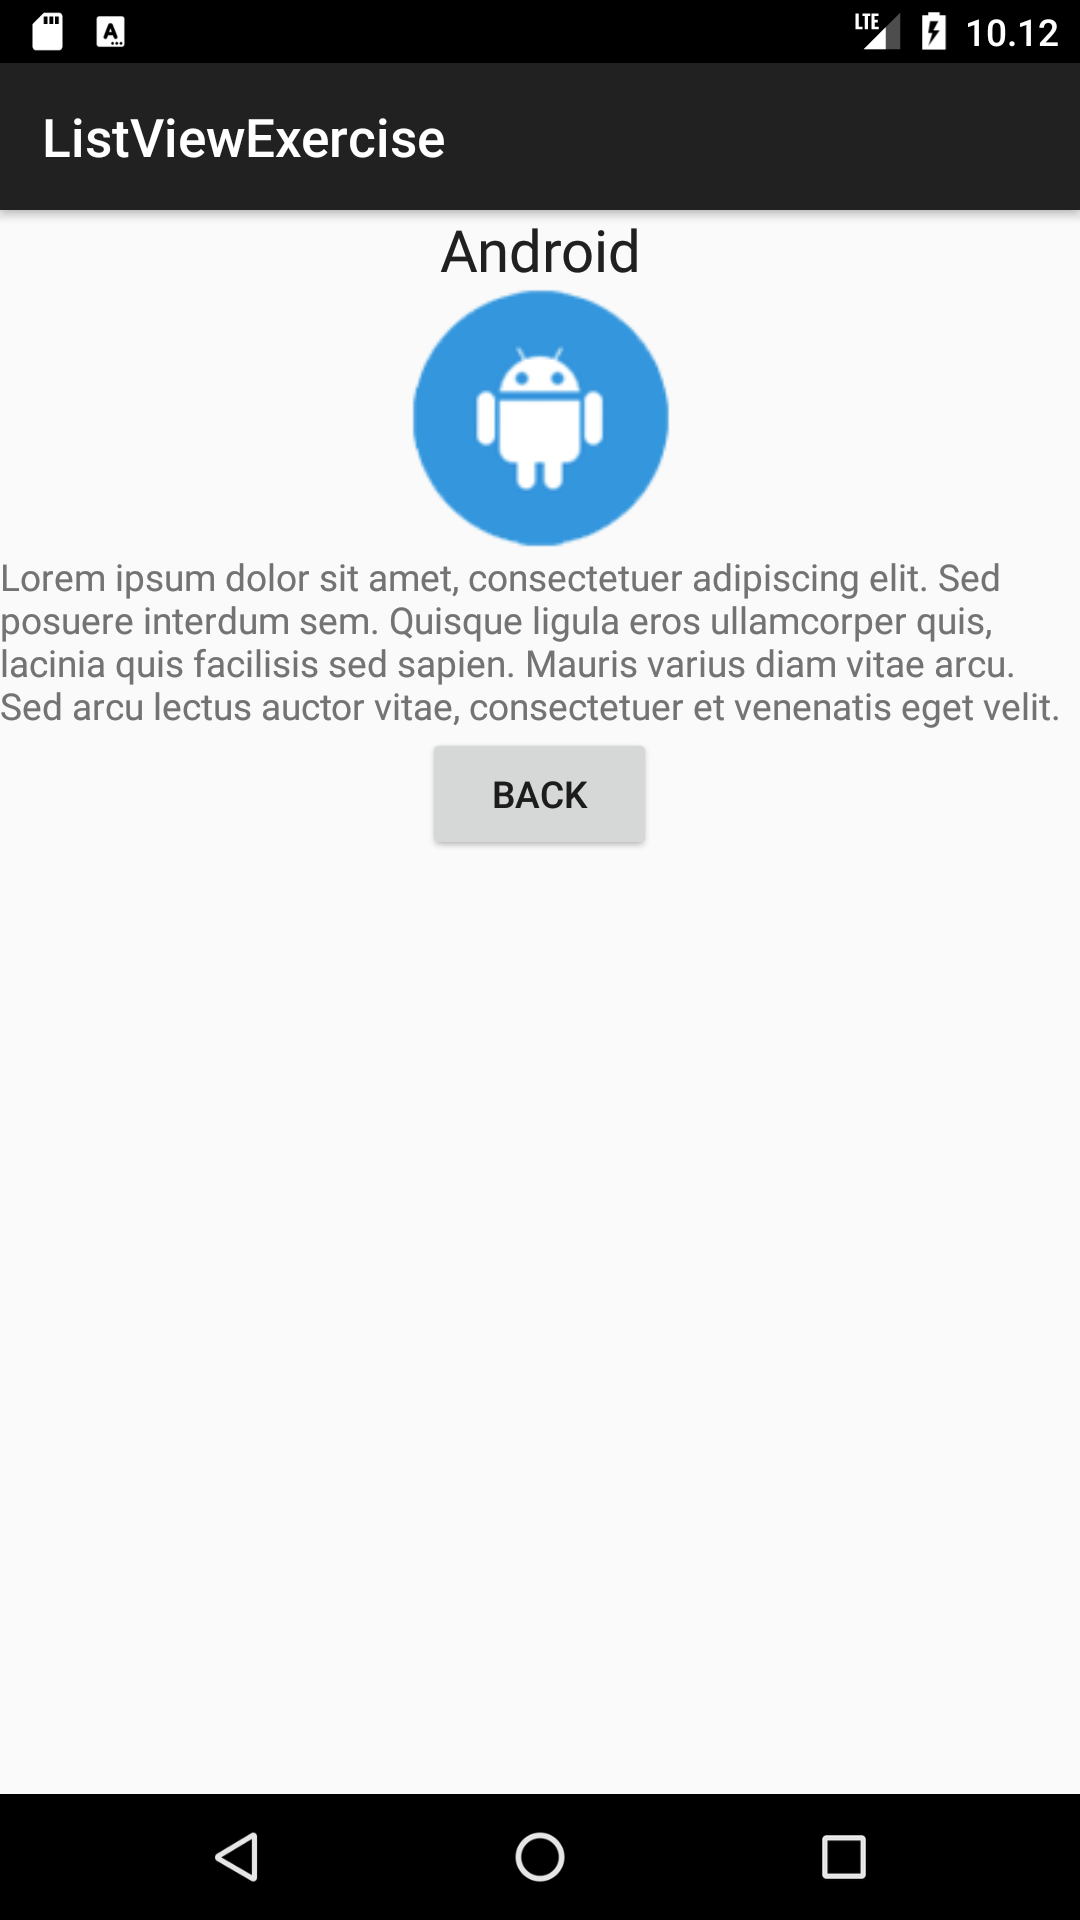 LTE 10.12
ListViewExercise
Android
Lorem ipsum dolor sit amet, consectetuer adipiscing elit. Sed
posuere interdum sem. Quisque ligula eros ullamcorper quis,
lacinia quis facilisis sed sapien. Mauris varius diam vitae arcu.
Sed arcu lectus auctor vitae, consectetuer et venenatis eget velit.
BACK